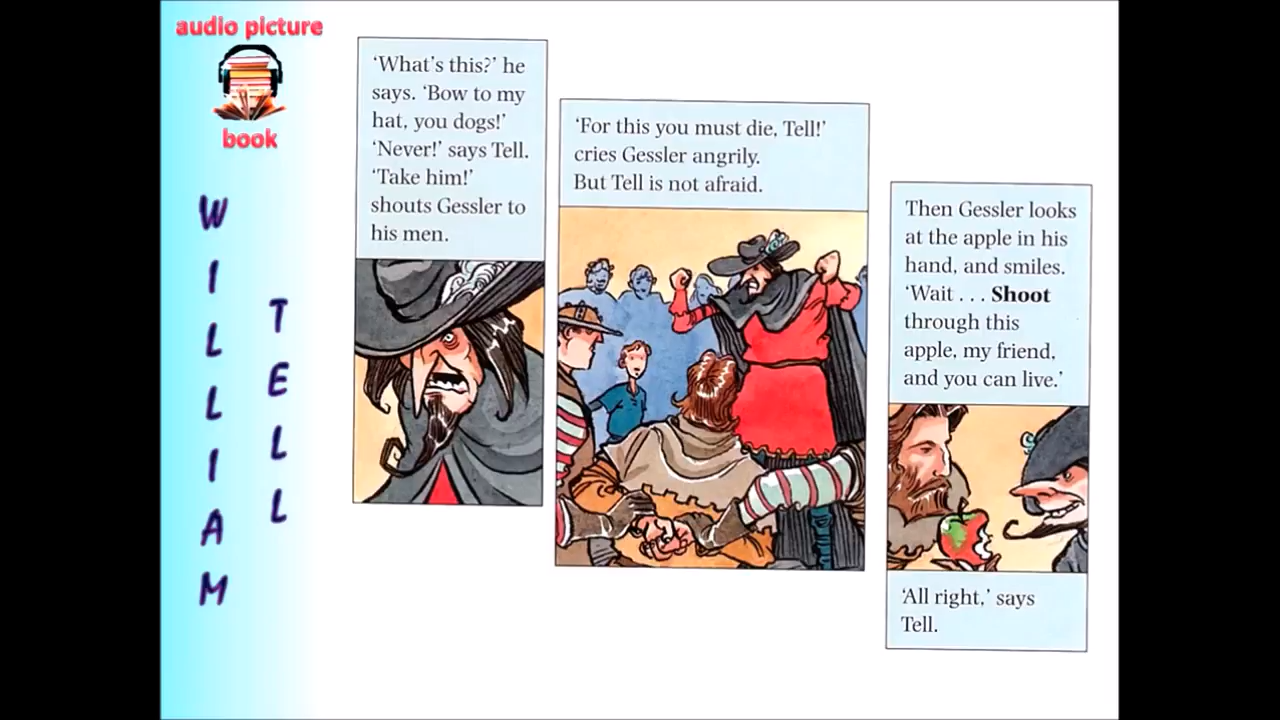 audio picture
book
WILLIAM
TELL
‘What’s this?’ he
says. ‘Bow to my
hat, you dogs!’
‘Never!’ says Tell.
‘Take him!’
shouts Gessler to
his men.
‘For this you must die, Tell!’
cries Gessler angrily.
But Tell is not afraid.
Then Gessler looks
at the apple in his
hand, and smiles.
‘Wait . . . Shoot
through this
apple, my friend,
and you can live.’
‘All right,’ says
Tell.